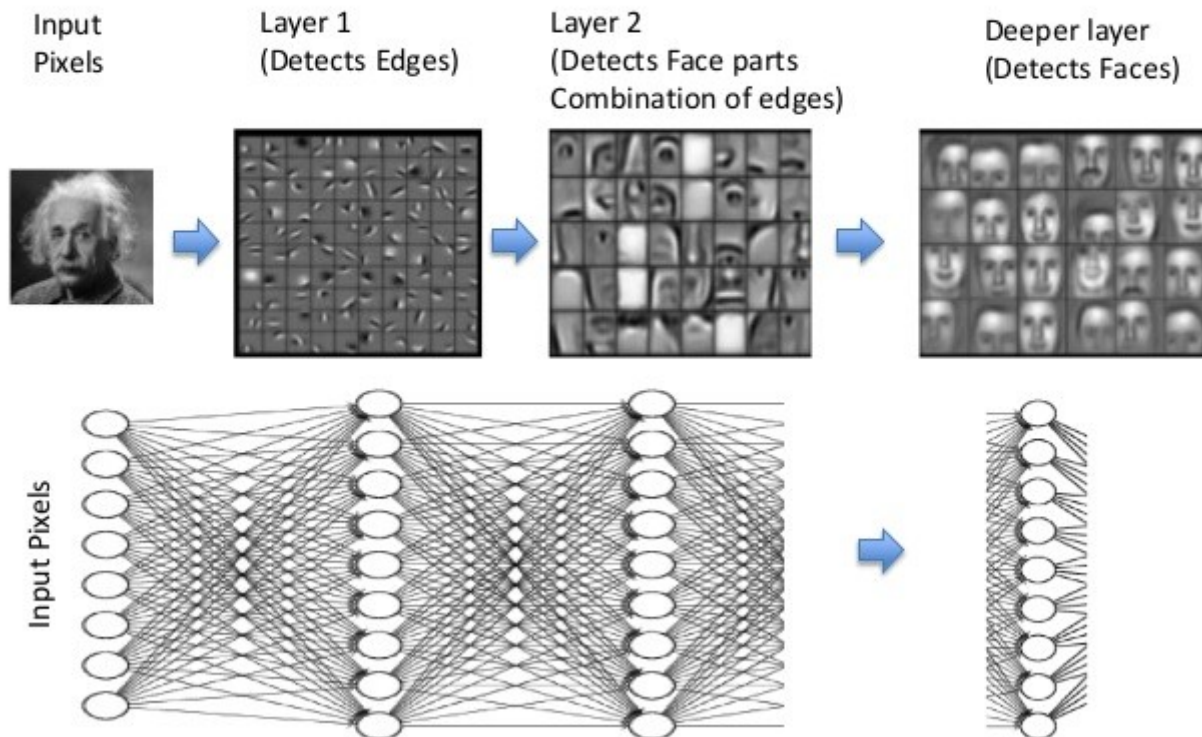 Input
Pixels
Layer 1
(Detects Edges)
Layer 2
(Detects Face parts
Combination of edges)
Deeper layer
(Detects Faces)
Input Pixels